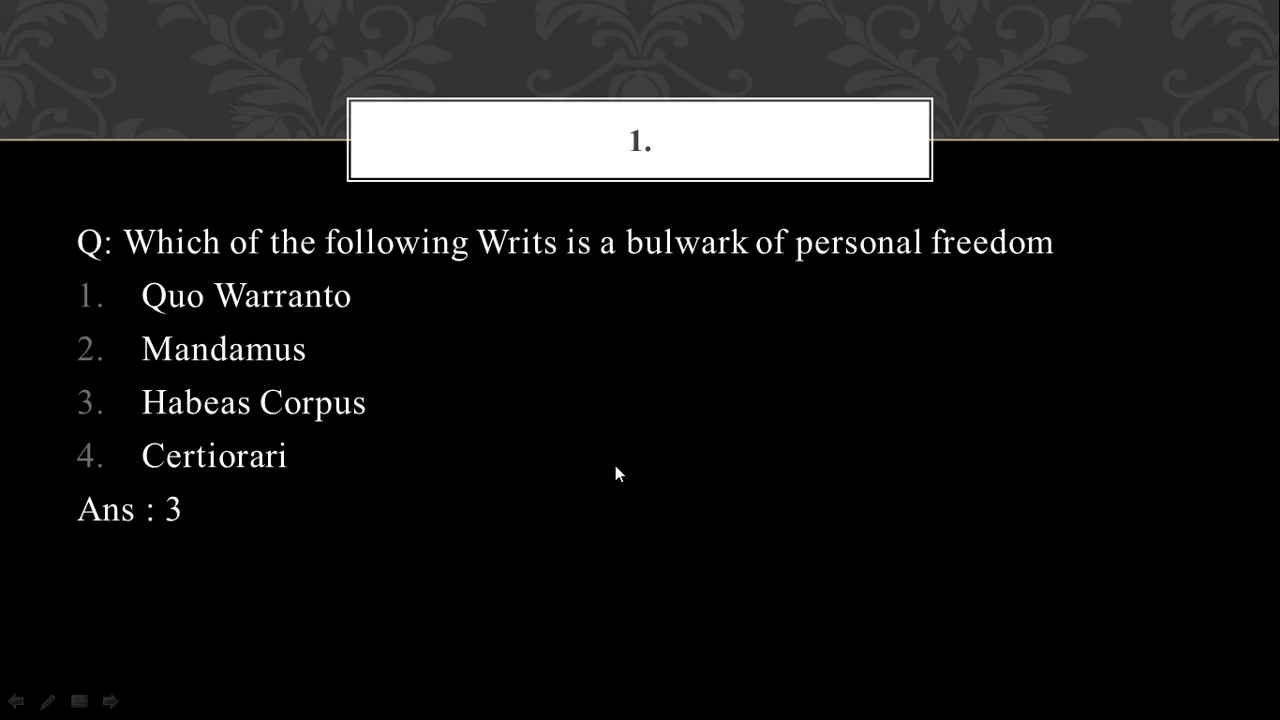 1.
Q: Which of the following Writs is a bulwark of personal freedom
1. Quo Warranto
2. Mandamus
3. Habeas Corpus
4. Certiorari
Ans : 3